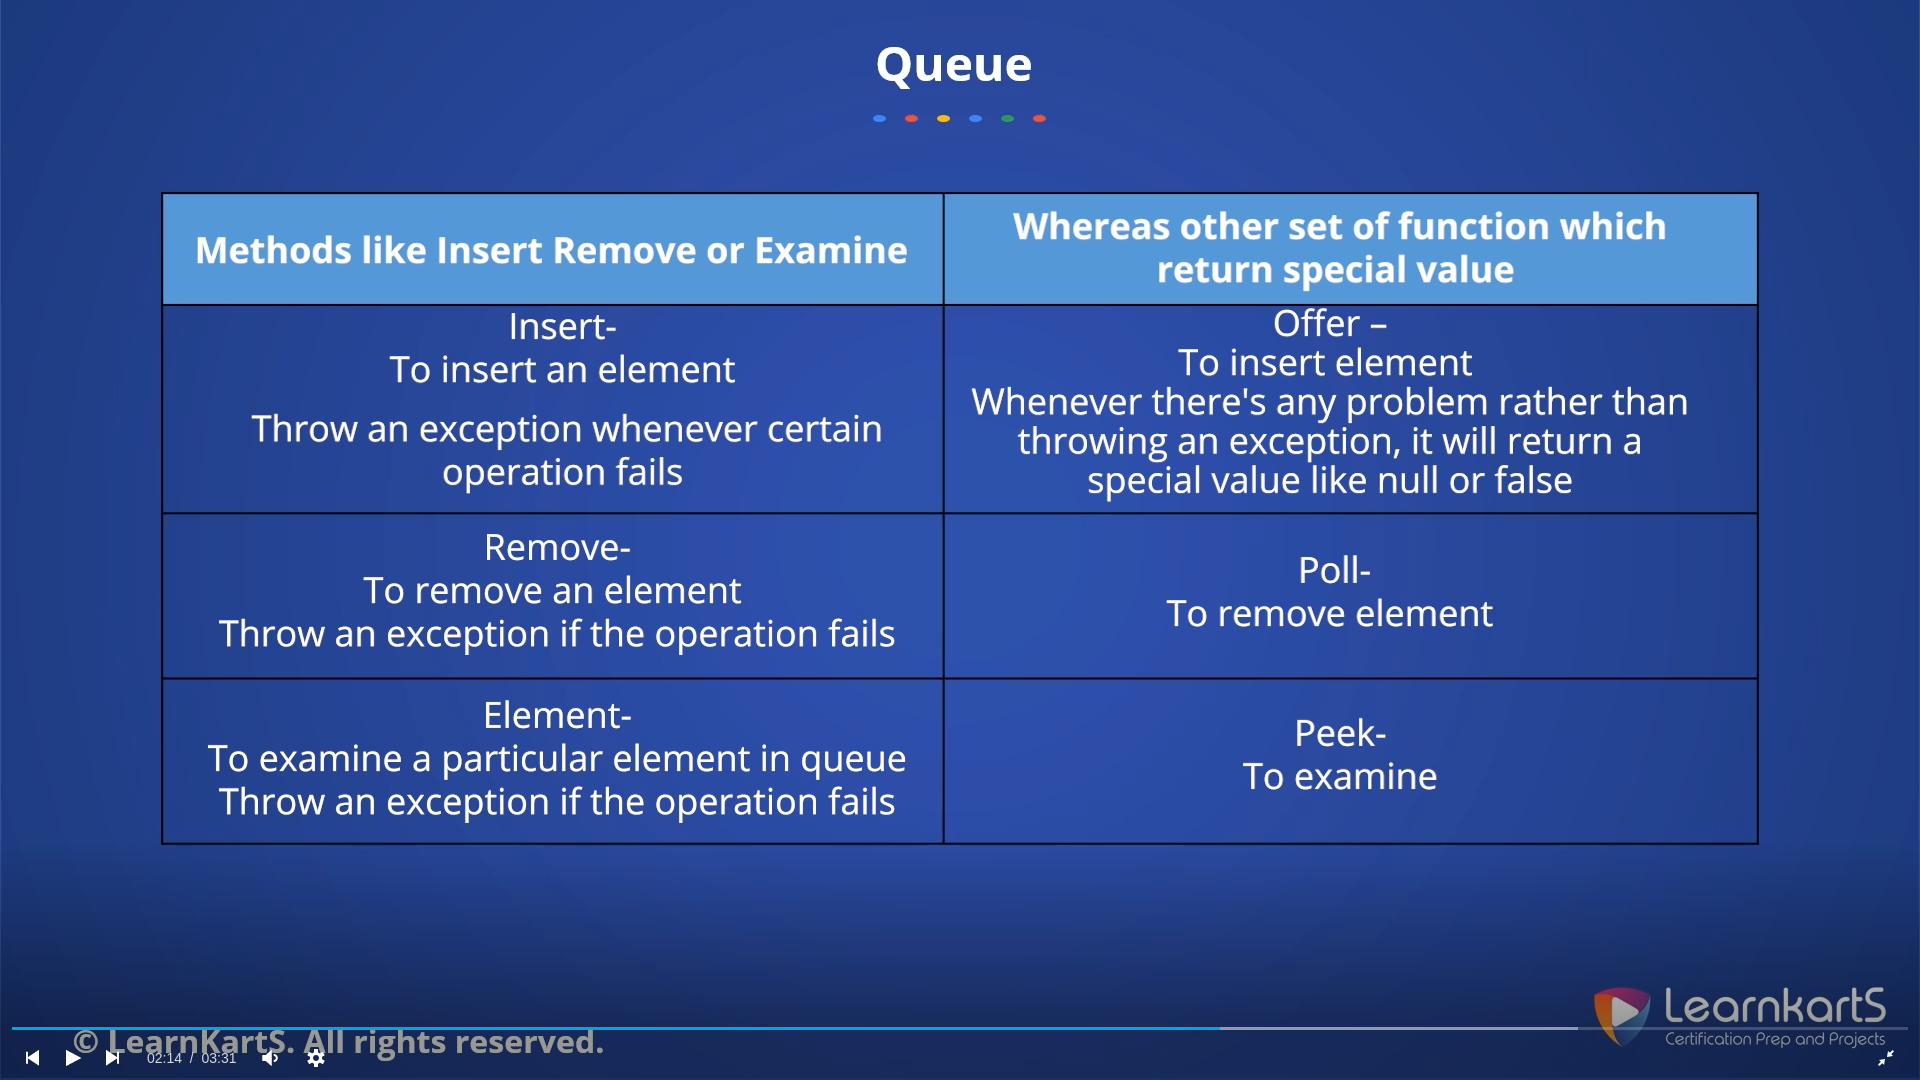 Queue
Methods like Insert Remove or Examine
Whereas other set of function which
return special value
Insert-
To insert an element
Throw an exception whenever certain
operation fails
Offer –
To insert element
Whenever there's any problem rather than
throwing an exception, it will return a
special value like null or false
Remove-
To remove an element
Throw an exception if the operation fails
Poll-
To remove element
Element-
To examine a particular element in queue
Throw an exception if the operation fails
Peek-
To examine
LearnkartS
Certification Prep and Projects
© LearnKartS. All rights reserved.
02:14 / 03:31